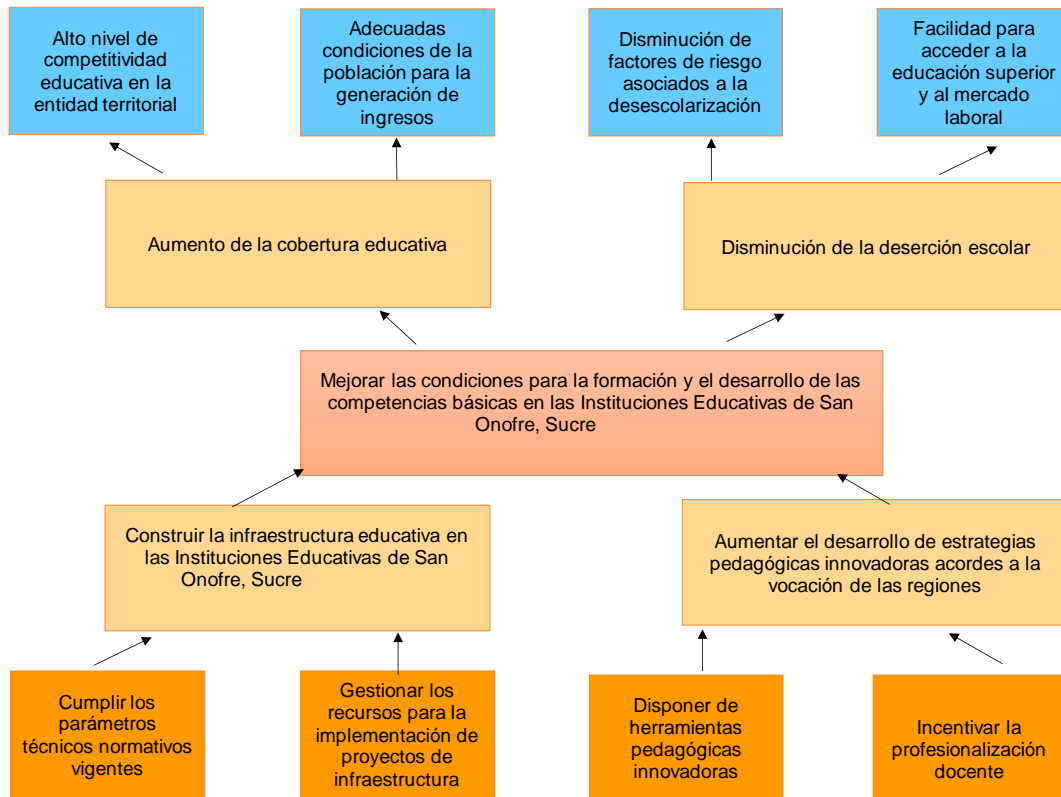 Alto nivel de
competitividad
educativa en la
entidad territorial
Adecuadas
condiciones de la
población para la
generación de
ingresos
Disminución de
factores de riesgo
asociados a la
desescolarización
Facilidad para
acceder a la
educación superior
y al mercado
laboral
Aumento de la cobertura educativa
Disminución de la deserción escolar
Mejorar las condiciones para la formación y el desarrollo de las
competencias básicas en las Instituciones Educativas de San
Onofre, Sucre
Construir la infraestructura educativa en
las Instituciones Educativas de San
Onofre, Sucre
Aumentar el desarrollo de estrategias
pedagógicas innovadoras acordes a la
vocación de las regiones
Cumplir los
parámetros
técnicos normativos
vigentes
Gestionar los
recursos para la
implementación de
proyectos de
infraestructura
Disponer de
herramientas
pedagógicas
innovadoras
Incentivar la
profesionalización
docente